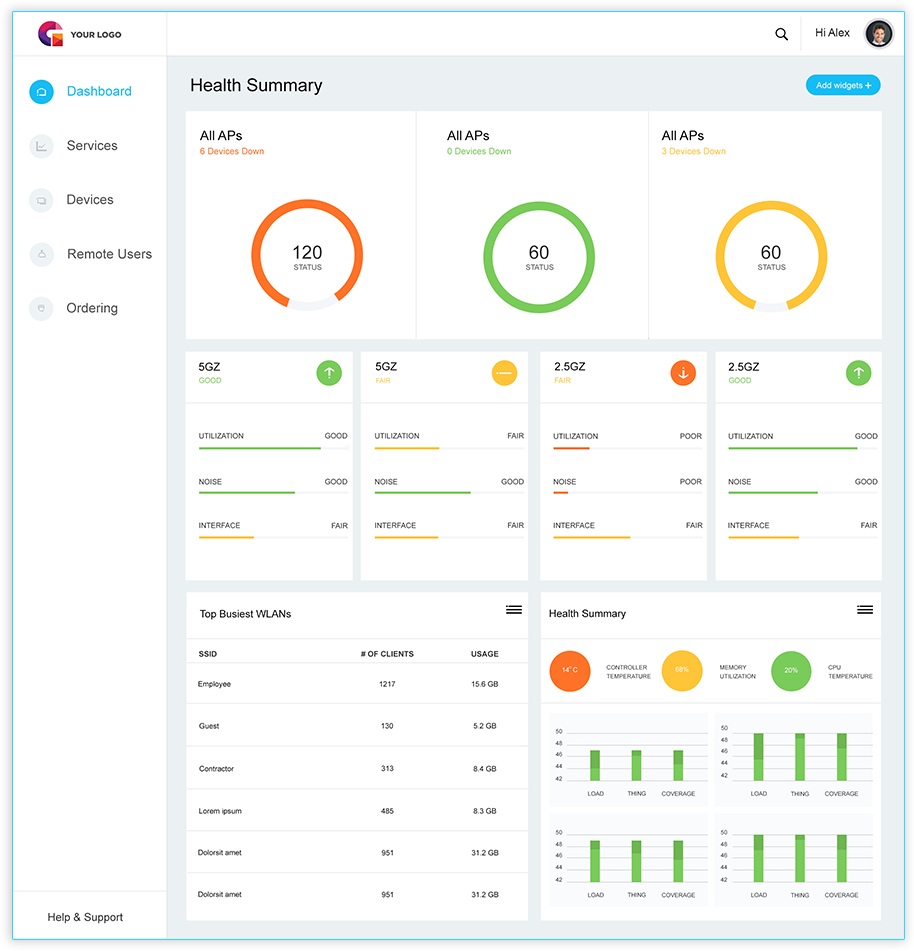 YOUR LOGO
Hi Alex
Dashboard
Services
Devices
Remote Users
Ordering
Help & Support
Health Summary
Add widgets +
All APs
6 Devices Down
120
STATUS
All APs
0 Devices Down
60
STATUS
All APs
3 Devices Down
60
STATUS
5GZ
GOOD
UTILIZATION GOOD
NOISE GOOD
INTERFACE FAIR
5GZ
FAIR
UTILIZATION FAIR
NOISE GOOD
INTERFACE FAIR
2.5GZ
FAIR
UTILIZATION POOR
NOISE POOR
INTERFACE FAIR
2.5GZ
GOOD
UTILIZATION GOOD
NOISE GOOD
INTERFACE FAIR
Top Busiest WLANs
SSID # OF CLIENTS USAGE
Employee 1217 15.6 GB
Guest 130 5.2 GB
Contractor 313 8.4 GB
Lorem ipsum 485 8.3 GB
Dolorsit amet 951 31.2 GB
Dolorsit amet 951 31.2 GB
Health Summary
14° C
CONTROLLER
TEMPERATURE
68%
MEMORY
UTILIZATION
20%
CPU
TEMPERATURE
50
48
46
44
42
LOAD THING COVERAGE
50
48
46
44
42
LOAD THING COVERAGE
50
48
46
44
42
LOAD THING COVERAGE
50
48
46
44
42
LOAD THING COVERAGE